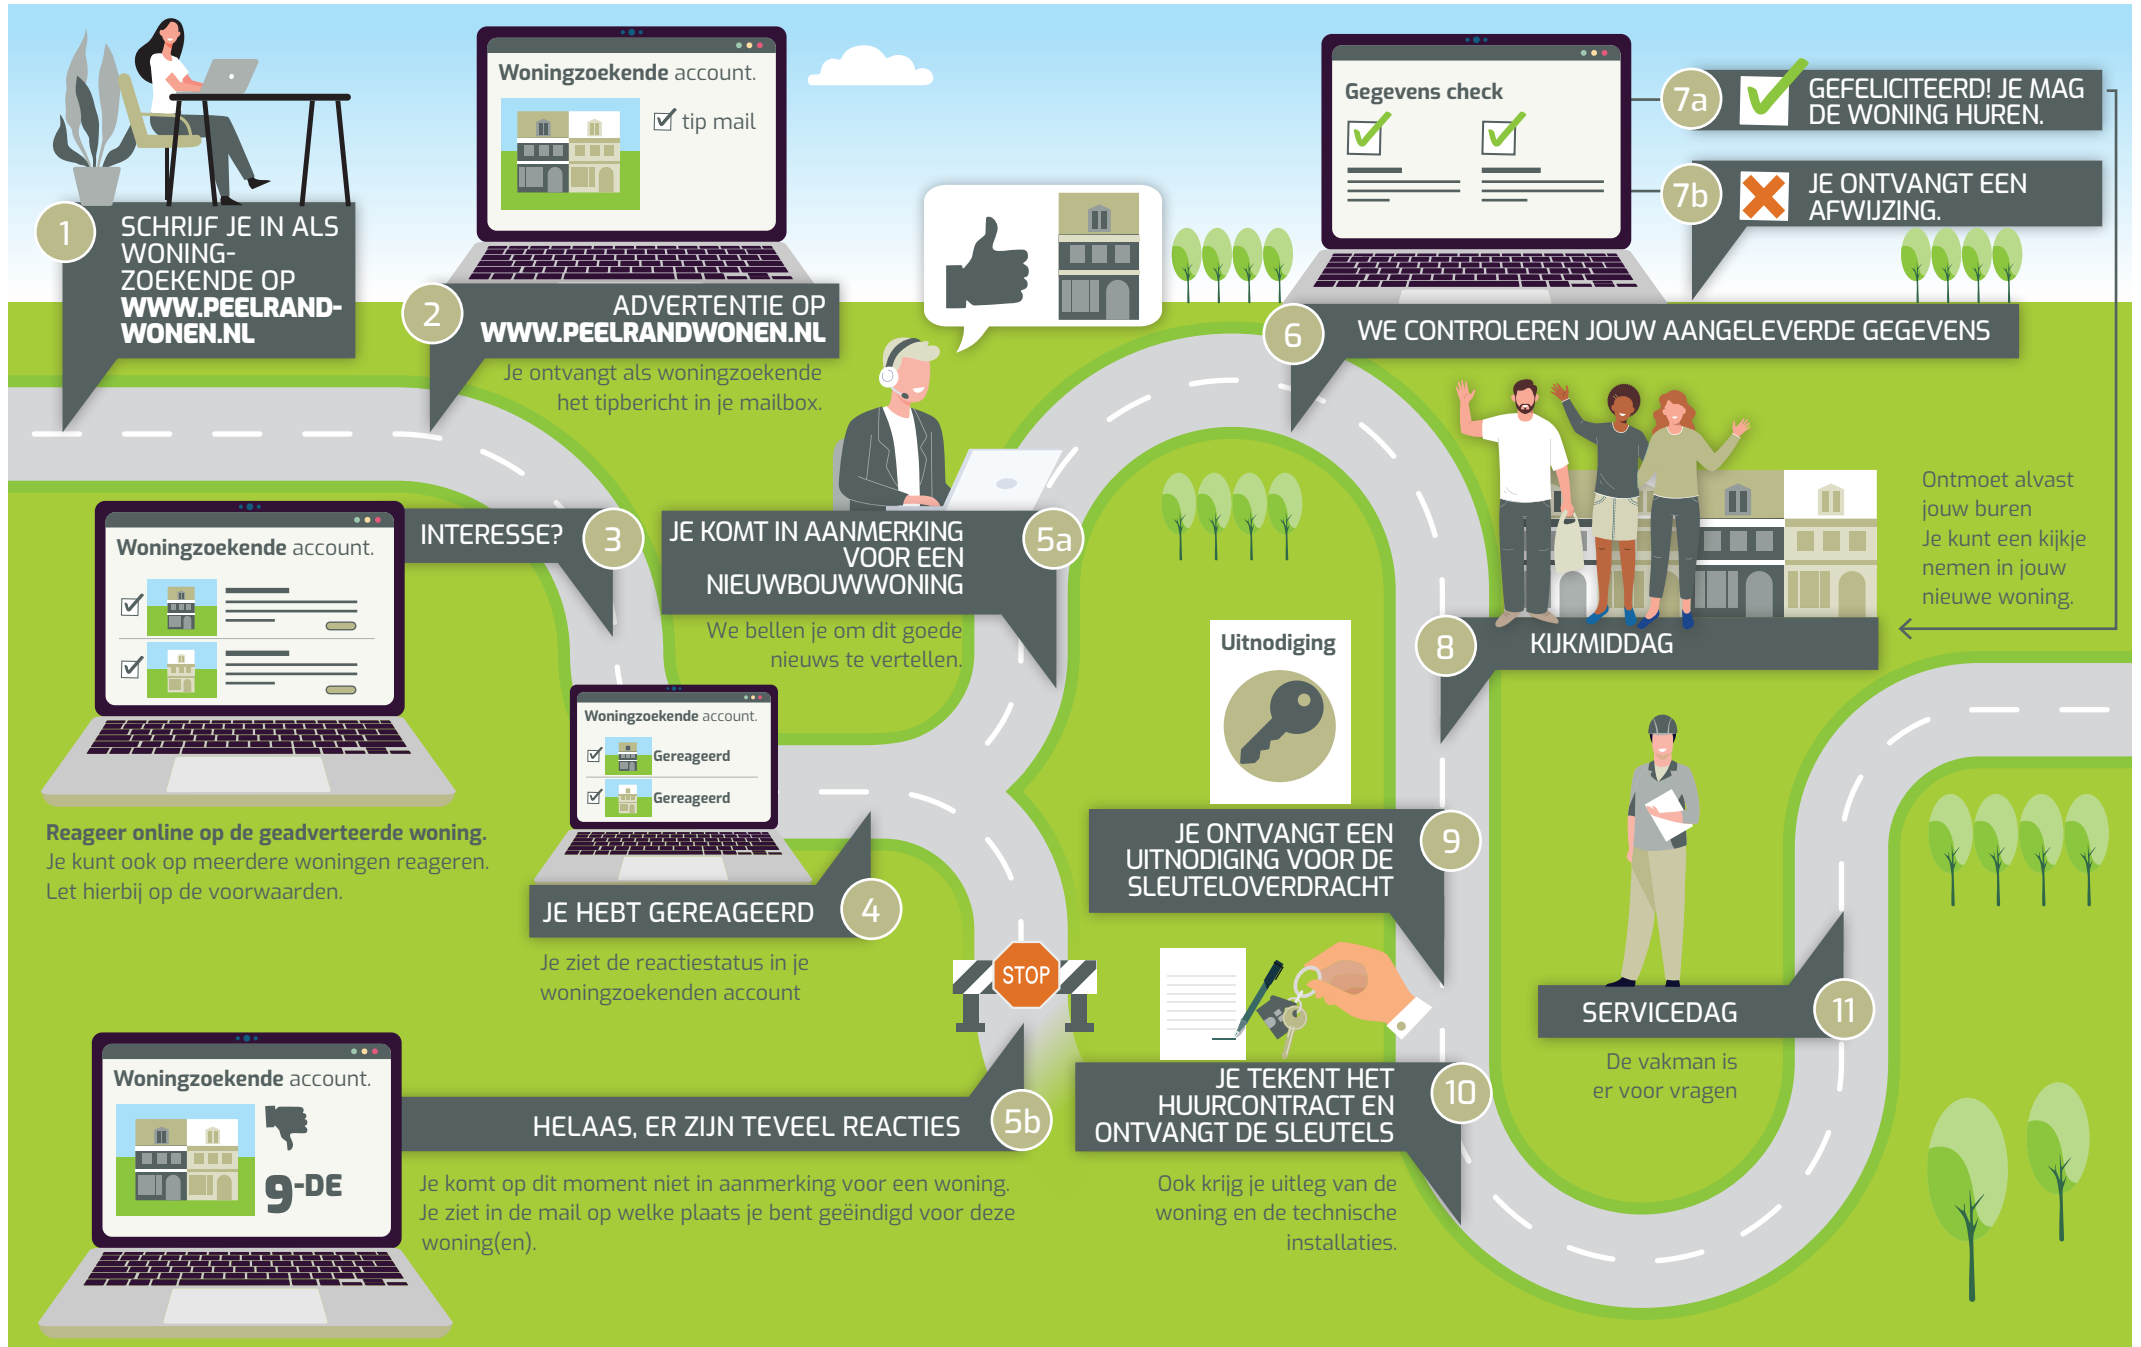 1
SCHRIJF JE IN ALS
WONING-
ZOEKENDE OP
WWW.PEELRAND-
WONEN.NL
Woningzoekende account.
tip mail
2
ADVERTENTIE OP
WWW.PEELRANDWONEN.NL
Je ontvangt als woningzoekende
het tipbericht in je mailbox.
Woningzoekende account.
INTERESSE?
3
Reageer online op de geadverteerde woning.
Je kunt ook op meerdere woningen reageren.
Let hierbij op de voorwaarden.
Woningzoekende account.
Gereageerd
Gereageerd
JE HEBT GEREAGEERD
4
Je ziet de reactiestatus in je
woningzoekenden account
JE KOMT IN AANMERKING
VOOR EEN
NIEUWBOUWWONING
5a
We bellen je om dit goede
nieuws te vertellen.
STOP
Woningzoekende account.
9-DE
HELAAS, ER ZIJN TEVEEL REACTIES
5b
Je komt op dit moment niet in aanmerking voor een woning.
Je ziet in de mail op welke plaats je bent geëindigd voor deze
woning(en).
Gegevens check
6
WE CONTROLEREN JOUW AANGELEVERDE GEGEVENS
7a
GEFELICITEERD! JE MAG
DE WONING HUREN.
7b
JE ONTVANGT EEN
AFWIJZING.
8
KIJKMIDDAG
Ontmoet alvast
jouw buren
Je kunt een kijkje
nemen in jouw
nieuwe woning.
Uitnodiging
JE ONTVANGT EEN
UITNODIGING VOOR DE
SLEUTELOVERDRACHT
9
JE TEKENT HET
HUURCONTRACT EN
ONTVANGT DE SLEUTELS
10
Ook krijg je uitleg van de
woning en de technische
installaties.
SERVICEDAG
11
De vakman is
er voor vragen